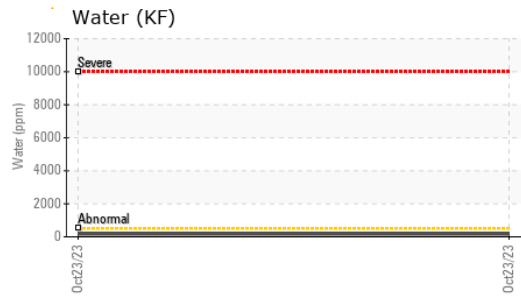 Water (KF)
12000
Severe
10000
8000
Water (ppm)
6000
4000
2000
Abnormal
0
Oct23/23
Oct23/23